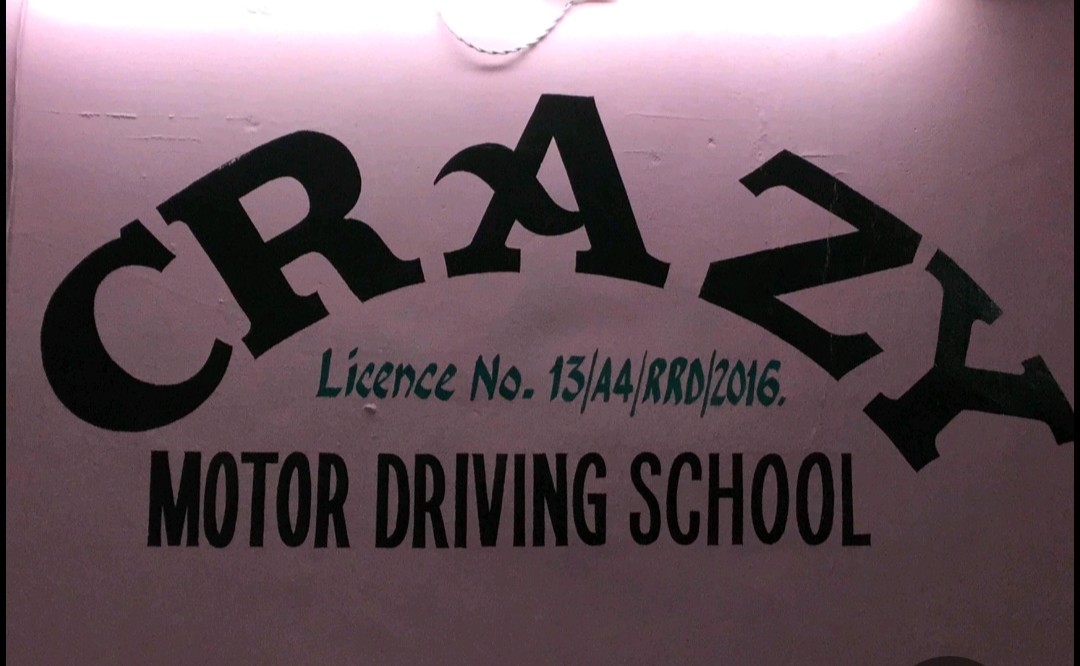 CRAZY
Licence No. 13/A4/RRD/2016.
MOTOR DRIVING SCHOOL